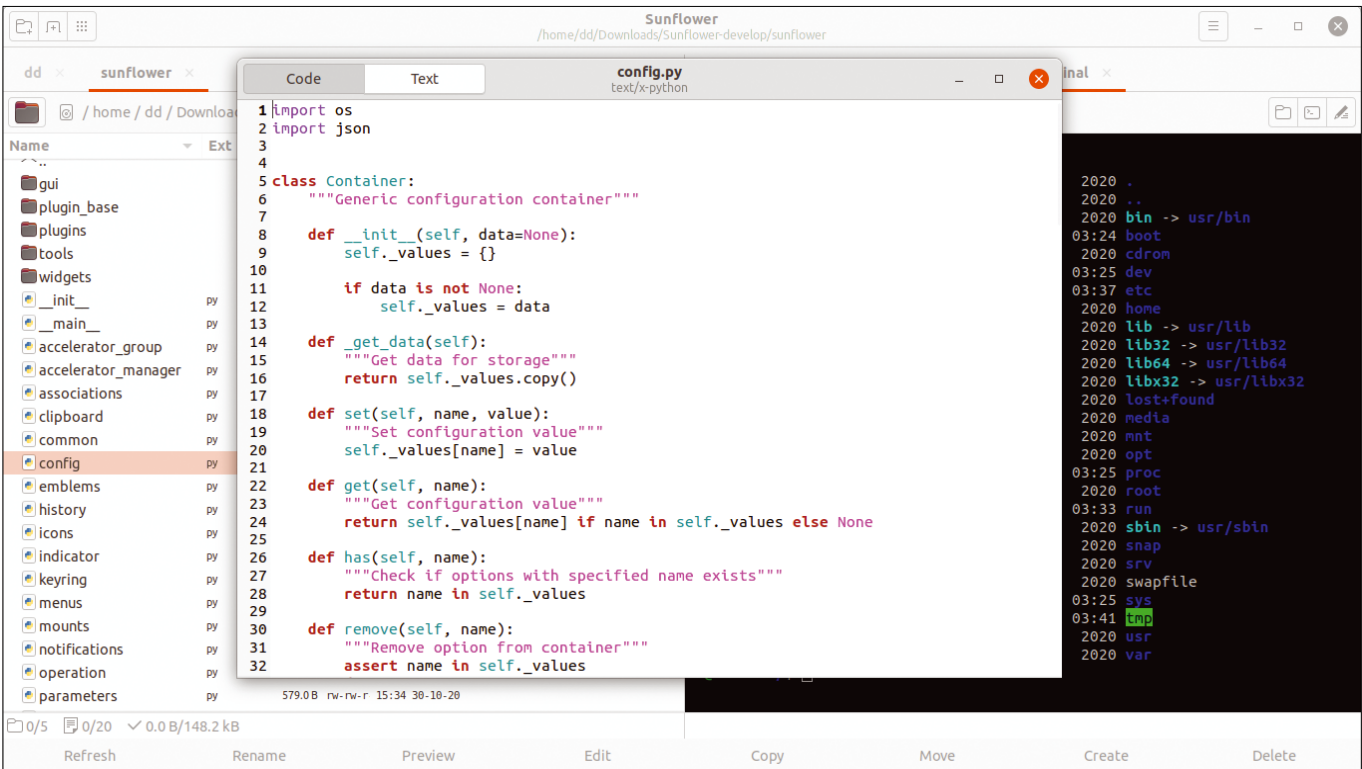 Sunflower
/home/dd/Downloads/Sunflower-develop/sunflower
dd ×
sunflower ×
/ home / dd /
Name
Ext
..
gui
plugin_base
plugins
tools
widgets
__init__ py
__main__ py
accelerator_group py
accelerator_manager py
associations py
clipboard py
common py
config py
emblems py
history py
icons py
indicator py
keyring py
menus py
mounts py
notifications py
operation py
parameters py 579.0 B rw-rw-r 15:34 30-10-20
Code
Text
config.py
text/x-python
1 import os
2 import json
3
4
5 class Container:
6     """Generic configuration container"""
7
8     def __init__(self, data=None):
9         self._values = {}
10
11         if data is not None:
12             self._values = data
13
14     def _get_data(self):
15         """Get data for storage"""
16         return self._values.copy()
17
18     def set(self, name, value):
19         """Set configuration value"""
20         self._values[name] = value
21
22     def get(self, name):
23         """Get configuration value"""
24         return self._values[name] if name in self._values else None
25
26     def has(self, name):
27         """Check if options with specified name exists"""
28         return name in self._values
29
30     def remove(self, name):
31         """Remove option from container"""
32         assert name in self._values
2020 .
2020 ..
2020 bin -> usr/bin
03:24 boot
2020 cdrom
03:25 dev
03:37 etc
2020 home
2020 lib -> usr/lib
2020 lib32 -> usr/lib32
2020 lib64 -> usr/lib64
2020 libx32 -> usr/libx32
2020 lost+found
2020 media
2020 mnt
2020 opt
03:25 proc
2020 root
03:33 run
2020 sbin -> usr/sbin
2020 snap
2020 srv
2020 swapfile
03:25 sys
03:41 tmp
2020 usr
2020 var
0/5 0/20 0.0 B/148.2 kB
Refresh Rename Preview Edit Copy Move Create Delete